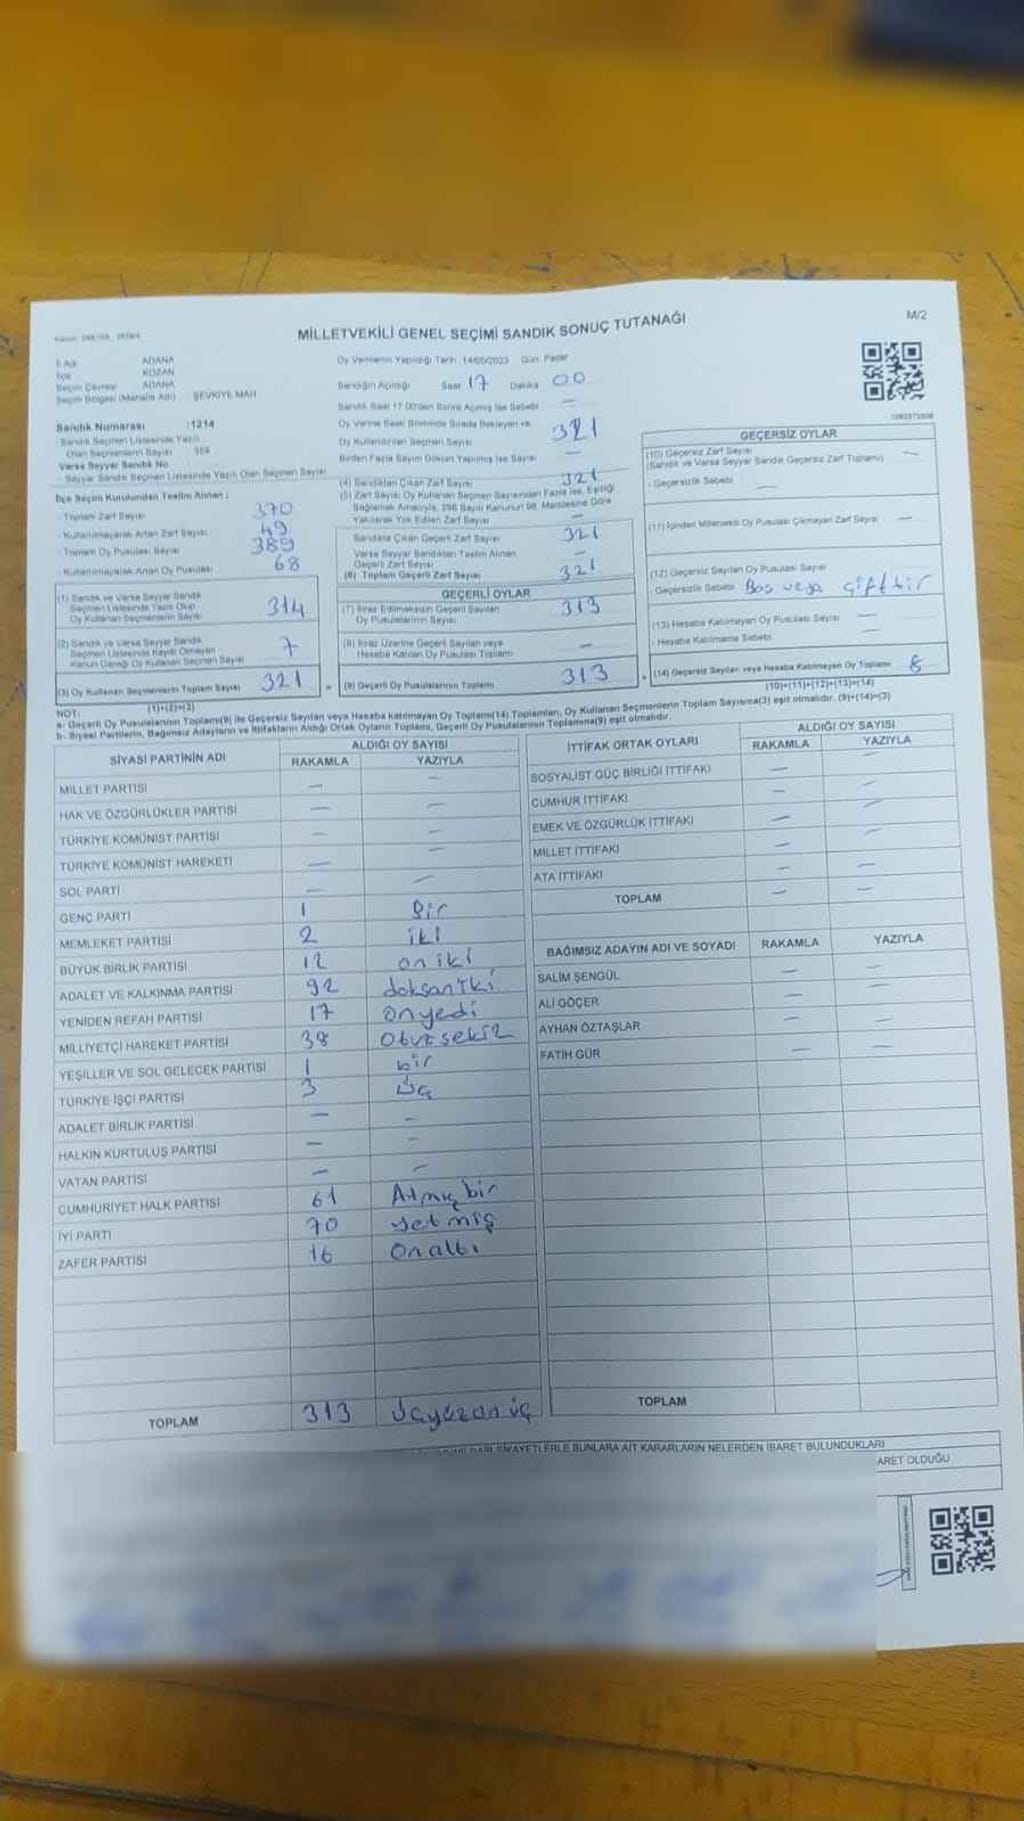 MİLLETVEKİLİ GENEL SEÇİMİ SANDIK SONUÇ TUTANAĞI
M/2
İl Adı ADANA
İlçe KOZAN
Seçim Çevresi ADANA
Seçim Bölgesi (Mahalle Adı) ŞEVKİYE MAH
Sandık Numarası :1214
Sandık Seçmen Listesinde Yazılı
Olan Seçmenlerin Sayısı
Varsa Seyyar Sandık No
Seyyar Sandık Seçmen Listesinde Yazılı Olan Seçmen Sayısı
İlçe Seçim Kurulundan Teslim Alınan :
- Toplam Zarf Sayısı 370
- Kullanılmayarak Artan Zarf Sayısı 49
- Toplam Oy Pusulası Sayısı 389
- Kullanılmayarak Artan Oy Pusulası 68
(1) Sandık ve Varsa Seyyar Sandık
Seçmen Listesinde Yazılı Olup
Oy Kullanan Seçmenlerin Sayısı 314
(2) Sandık ve Varsa Seyyar Sandık
Seçmen Listesinde Kaydı Olmayan
Kanun Gereği Oy Kullanan Seçmen Sayısı 7
(3) Oy Kullanan Seçmenlerin Toplam Sayısı 321
(1)+(2)=(3)
Oy Vermenin Yapıldığı Tarih: 14/05/2023 Gün: Pazar
Sandığın Açıldığı Saat 17 Dakika 00
Sandık Saat 17:00'den Sonra Açılmış İse Sebebi —
Oy Verme Saati Bitiminde Sırada Bekleyen ve
Oy Kullandırılan Seçmen Sayısı 321
Birden Fazla Sayım Döküm Yapılmış İse Sayısı —
(4) Sandıktan Çıkan Zarf Sayısı 321
(5) Zarf Sayısı Oy Kullanan Seçmen Sayısından Fazla İse, Eşitliği
Sağlamak Amacıyla, 298 Sayılı Kanunun 98. Maddesine Göre
Yakılarak Yok Edilen Zarf Sayısı —
Sandıkta Çıkan Geçerli Zarf Sayısı 321
Varsa Seyyar Sandıktan Teslim Alınan
Geçerli Zarf Sayısı —
(6) Toplam Geçerli Zarf Sayısı 321
GEÇERLİ OYLAR
(7) İtiraz Edilmeksizin Geçerli Sayılan
Oy Pusulalarının Sayısı 313
(8) İtiraz Üzerine Geçerli Sayılan veya
Hesaba Katılan Oy Pusulası Toplamı —
(9) Geçerli Oy Pusulalarının Toplamı 313
GEÇERSİZ OYLAR
(10) Geçersiz Zarf Sayısı
(Sandık ve Varsa Seyyar Sandık Geçersiz Zarf Toplamı) —
- Geçersizlik Sebebi —
(11) İçinden Milletvekili Oy Pusulası Çıkmayan Zarf Sayısı —
(12) Geçersiz Sayılan Oy Pusulası Sayısı
Geçersizlik Sebebi Boş veya Çift bir
(13) Hesaba Katılmayan Oy Pusulası Sayısı —
- Hesaba Katılmama Sebebi —
(14) Geçersiz Sayılan veya Hesaba Katılmayan Oy Toplamı 8
(10)+(11)+(12)+(13)=(14)
NOT:
a- Geçerli Oy Pusulalarının Toplamı(9) ile Geçersiz Sayılan veya Hesaba katılmayan Oy Toplamı(14) Toplamları, Oy Kullanan Seçmenlerin Toplam Sayısına(3) eşit olmalıdır. (9)+(14)=(3)
b- Siyasi Partilerin, Bağımsız Adayların ve İttifakların Aldığı Ortak Oyların Toplamı, Geçerli Oy Pusulalarının Toplamına(9) eşit olmalıdır.
SİYASİ PARTİNİN ADI ALDIĞI OY SAYISI
RAKAMLA YAZIYLA
MİLLET PARTİSİ — —
HAK VE ÖZGÜRLÜKLER PARTİSİ — —
TÜRKİYE KOMÜNİST PARTİSİ — —
TÜRKİYE KOMÜNİST HAREKETİ — —
SOL PARTİ — —
GENÇ PARTİ 1 Bir
MEMLEKET PARTİSİ 2 iki
BÜYÜK BİRLİK PARTİSİ 12 oniki
ADALET VE KALKINMA PARTİSİ 92 doksaniki
YENİDEN REFAH PARTİSİ 17 onyedi
MİLLİYETÇİ HAREKET PARTİSİ 38 Otuzsekiz
YEŞİLLER VE SOL GELECEK PARTİSİ 1 bir
TÜRKİYE İŞÇİ PARTİSİ 3 Üç
ADALET BİRLİK PARTİSİ — —
HALKIN KURTULUŞ PARTİSİ — —
VATAN PARTİSİ — —
CUMHURİYET HALK PARTİSİ 61 Atmış bir
İYİ PARTİ 70 yetmiş
ZAFER PARTİSİ 16 Onaltı
TOPLAM 313 Üçyüzonüç
İTTİFAK ORTAK OYLARI ALDIĞI OY SAYISI
RAKAMLA YAZIYLA
SOSYALİST GÜÇ BİRLİĞİ İTTİFAKI — —
CUMHUR İTTİFAKI — —
EMEK VE ÖZGÜRLÜK İTTİFAKI — —
MİLLET İTTİFAKI — —
ATA İTTİFAKI — —
TOPLAM — —
BAĞIMSIZ ADAYIN ADI VE SOYADI RAKAMLA YAZIYLA
SALİM ŞENGÜL — —
ALİ GÖÇER — —
AYHAN ÖZTAŞLAR — —
FATİH GÜR — —
TOPLAM
ŞİKAYETLERLE BUNLARA AİT KARARLARIN NELERDEN İBARET BULUNDUKLARI
OLDUĞU